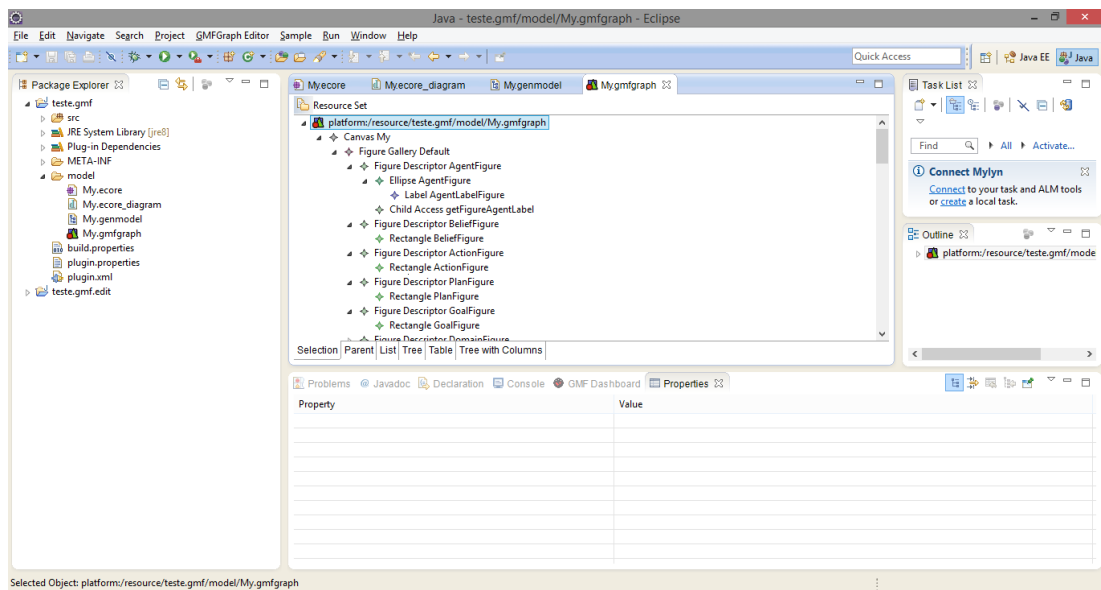 Java - teste.gmf/model/My.gmfgraph - Eclipse
File Edit Navigate Search Project GMFGraph Editor Sample Run Window Help
Quick Access Java EE Java
Package Explorer
teste.gmf
src
JRE System Library [jre8]
Plug-in Dependencies
META-INF
model
My.ecore
My.ecore_diagram
My.genmodel
My.gmfgraph
build.properties
plugin.properties
plugin.xml
teste.gmf.edit
My.ecore My.ecore_diagram My.genmodel My.gmfgraph
Resource Set
platform:/resource/teste.gmf/model/My.gmfgraph
Canvas My
Figure Gallery Default
Figure Descriptor AgentFigure
Ellipse AgentFigure
Label AgentLabelFigure
Child Access getFigureAgentLabel
Figure Descriptor BeliefFigure
Rectangle BeliefFigure
Figure Descriptor ActionFigure
Rectangle ActionFigure
Figure Descriptor PlanFigure
Rectangle PlanFigure
Figure Descriptor GoalFigure
Rectangle GoalFigure
Figure Descriptor DomainFigure
Selection Parent List Tree Table Tree with Columns
Task List
Find All Activate...
Connect Mylyn
Connect to your task and ALM tools
or create a local task.
Outline
platform:/resource/teste.gmf/mode
Problems @ Javadoc Declaration Console GMF Dashboard Properties
Property Value
Selected Object: platform:/resource/teste.gmf/model/My.gmfgraph